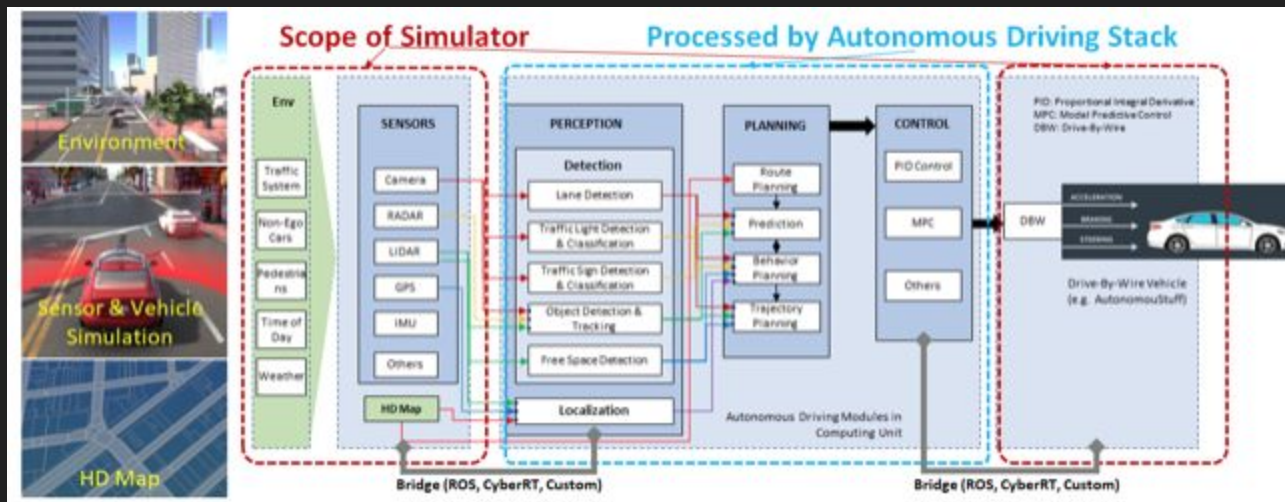 Scope of Simulator
Processed by Autonomous Driving Stack
Environment
Sensor & Vehicle
Simulation
HD Map
Env
Traffic
System
Non-Ego
Cars
Pedestria
ns
Time of
Day
Weather
SENSORS
Camera
RADAR
LIDAR
GPS
IMU
Others
HD Map
PERCEPTION
Detection
Lane Detection
Traffic Light Detection
& Classification
Traffic Sign Detection
& Classification
Object Detection &
Tracking
Free Space Detection
Localization
PLANNING
Route
Planning
Prediction
Behavior
Planning
Trajectory
Planning
CONTROL
PID Control
MPC
Others
Autonomous Driving Modules in
Computing Unit
PID: Proportional Integral Derivative
MPC: Model Predictive Control
DBW: Drive-By-Wire
DBW
ACCELERATION
BRAKING
STEERING
Drive-By-Wire Vehicle
(e.g. AutonomouStuff)
Bridge (ROS, CyberRT, Custom)
Bridge (ROS, CyberRT, Custom)